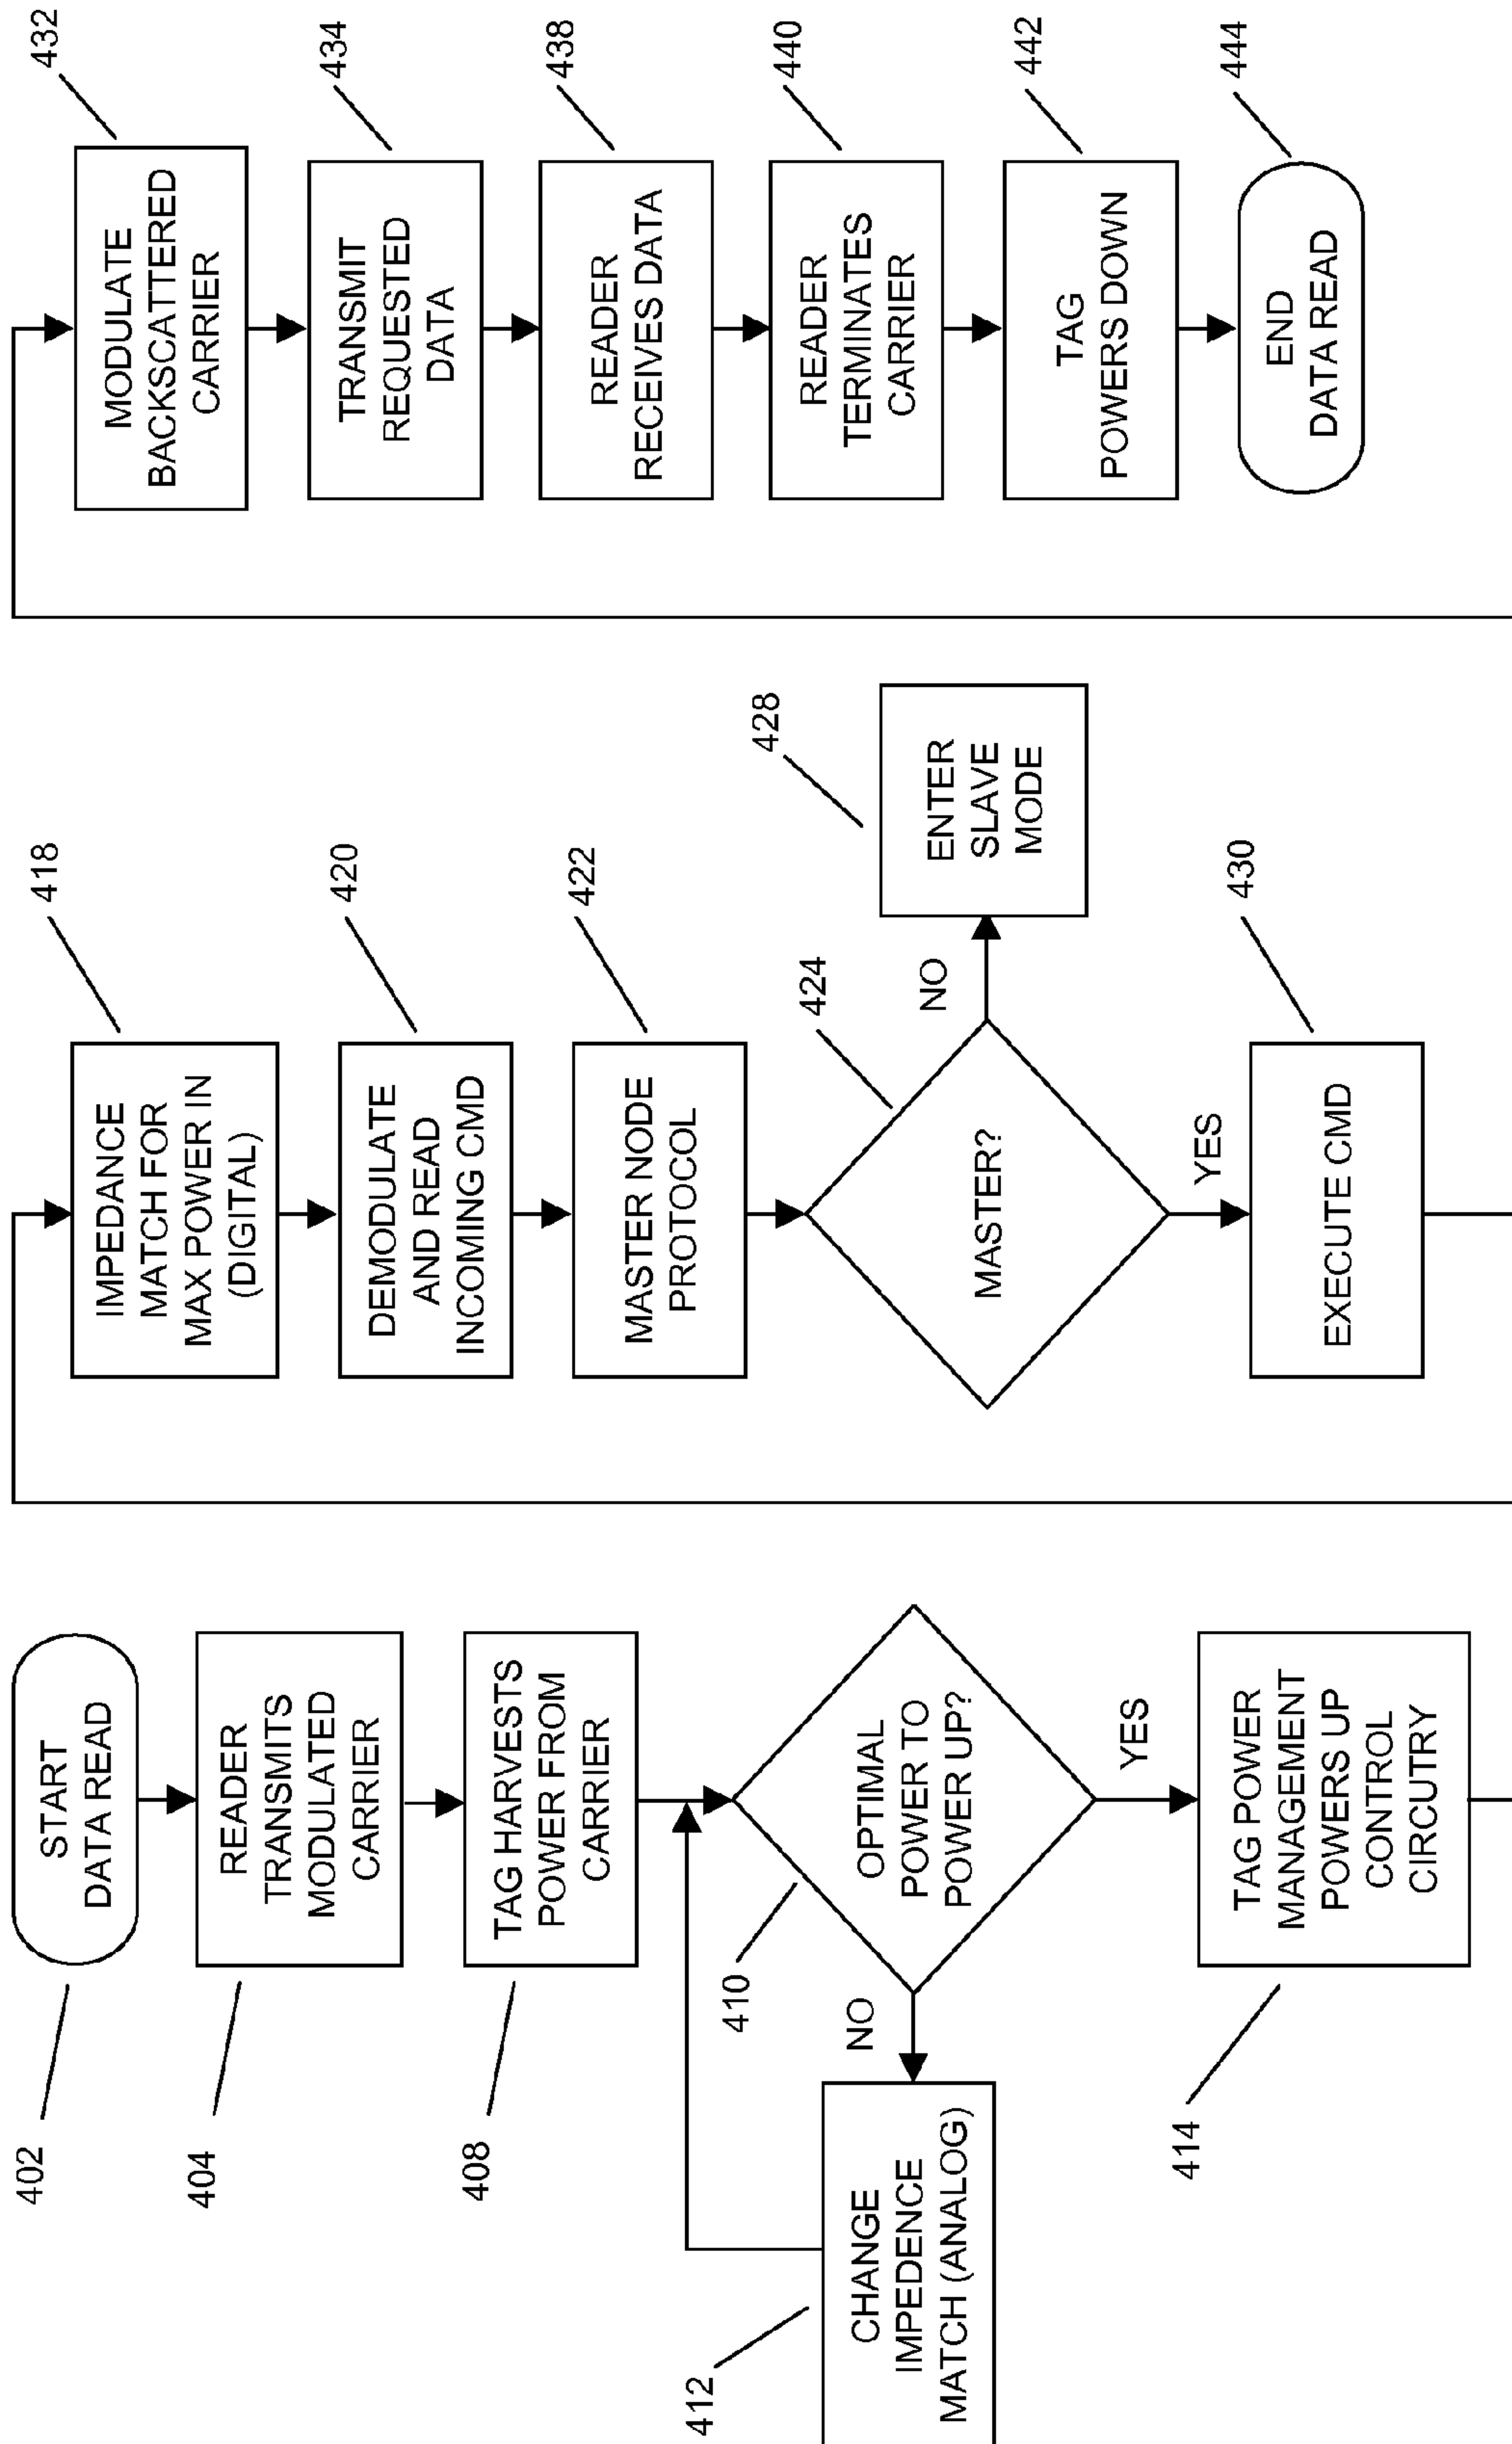 START
DATA READ
402
READER
TRANSMITS
MODULATED
CARRIER
404
TAG HARVESTS
POWER FROM
CARRIER
408
OPTIMAL
POWER TO
POWER UP?
410
NO
CHANGE
IMPEDENCE
MATCH (ANALOG)
412
YES
TAG POWER
MANAGEMENT
POWERS UP
CONTROL
CIRCUTRY
414
IMPEDANCE
MATCH FOR
MAX POWER IN
(DIGITAL)
418
DEMODULATE
AND READ
INCOMING CMD
420
MASTER NODE
PROTOCOL
422
MASTER?
424
NO
ENTER
SLAVE
MODE
428
YES
EXECUTE CMD
430
MODULATE
BACKSCATTERED
CARRIER
432
TRANSMIT
REQUESTED
DATA
434
READER
RECEIVES DATA
438
READER
TERMINATES
CARRIER
440
TAG
POWERS DOWN
442
END
DATA READ
444